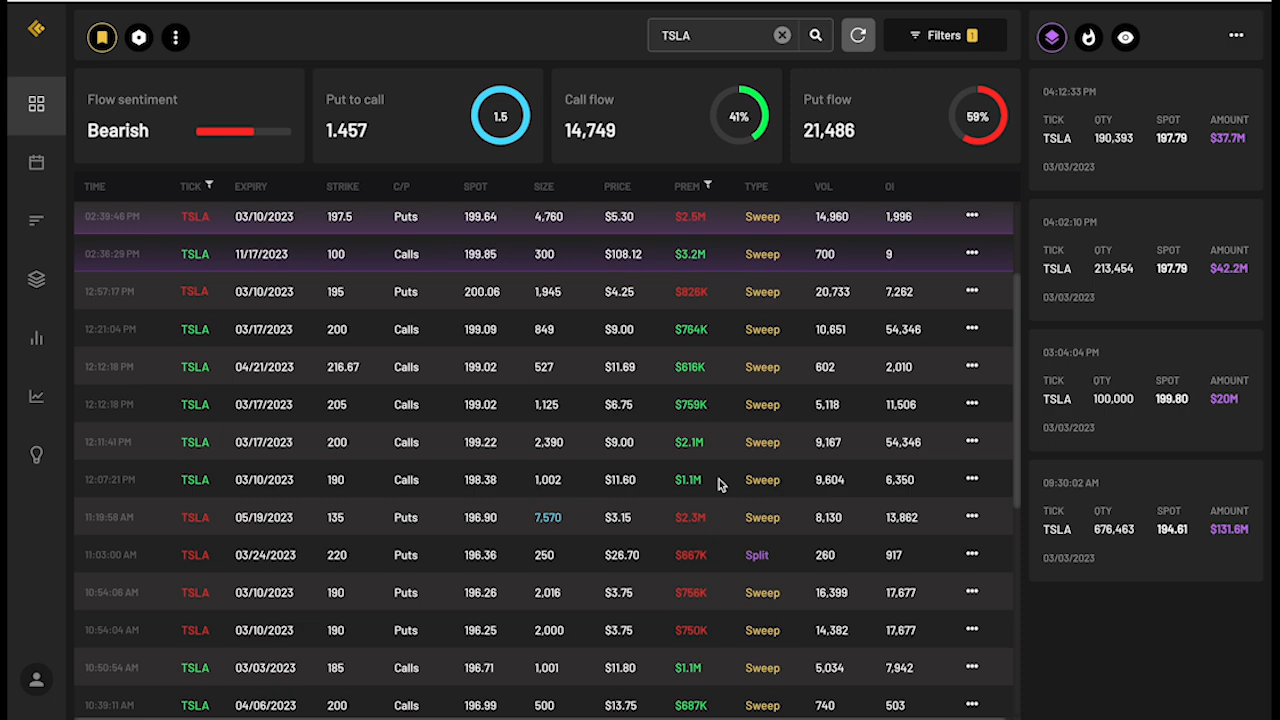 TSLA
Filters 1
Flow sentiment
Bearish
Put to call
1.457
1.5
Call flow
14,749
41%
Put flow
21,486
59%
TIME TICK EXPIRY STRIKE C/P SPOT SIZE PRICE PREM TYPE VOL OI
02:39:46 PM TSLA 03/10/2023 197.5 Puts 199.64 4,760 $5.30 $2.5M Sweep 14,960 1,996
02:36:29 PM TSLA 11/17/2023 100 Calls 199.85 300 $108.12 $3.2M Sweep 700 9
12:57:17 PM TSLA 03/10/2023 195 Puts 200.06 1,945 $4.25 $826K Sweep 20,733 7,262
12:21:04 PM TSLA 03/17/2023 200 Calls 199.09 849 $9.00 $764K Sweep 10,651 54,346
12:12:18 PM TSLA 04/21/2023 216.67 Calls 199.02 527 $11.69 $616K Sweep 602 2,010
12:12:18 PM TSLA 03/17/2023 205 Calls 199.02 1,125 $6.75 $759K Sweep 5,118 11,506
12:11:41 PM TSLA 03/17/2023 200 Calls 199.22 2,390 $9.00 $2.1M Sweep 9,167 54,346
12:07:21 PM TSLA 03/10/2023 190 Calls 198.38 1,002 $11.60 $1.1M Sweep 9,604 6,350
11:19:58 AM TSLA 05/19/2023 135 Puts 196.90 7,570 $3.15 $2.3M Sweep 8,130 13,862
11:03:00 AM TSLA 03/24/2023 220 Puts 196.36 250 $26.70 $667K Split 260 917
10:54:06 AM TSLA 03/10/2023 190 Puts 196.26 2,016 $3.75 $756K Sweep 16,399 17,677
10:54:04 AM TSLA 03/10/2023 190 Puts 196.25 2,000 $3.75 $750K Sweep 14,382 17,677
10:50:54 AM TSLA 03/03/2023 185 Calls 196.71 1,001 $11.80 $1.1M Sweep 5,034 7,942
10:39:11 AM TSLA 04/06/2023 200 Calls 196.99 500 $13.75 $687K Sweep 740 503
04:12:33 PM
TICK QTY SPOT AMOUNT
TSLA 190,393 197.79 $37.7M
03/03/2023
04:02:10 PM
TICK QTY SPOT AMOUNT
TSLA 213,454 197.79 $42.2M
03/03/2023
03:04:04 PM
TICK QTY SPOT AMOUNT
TSLA 100,000 199.80 $20M
03/03/2023
09:30:02 AM
TICK QTY SPOT AMOUNT
TSLA 676,463 194.61 $131.6M
03/03/2023